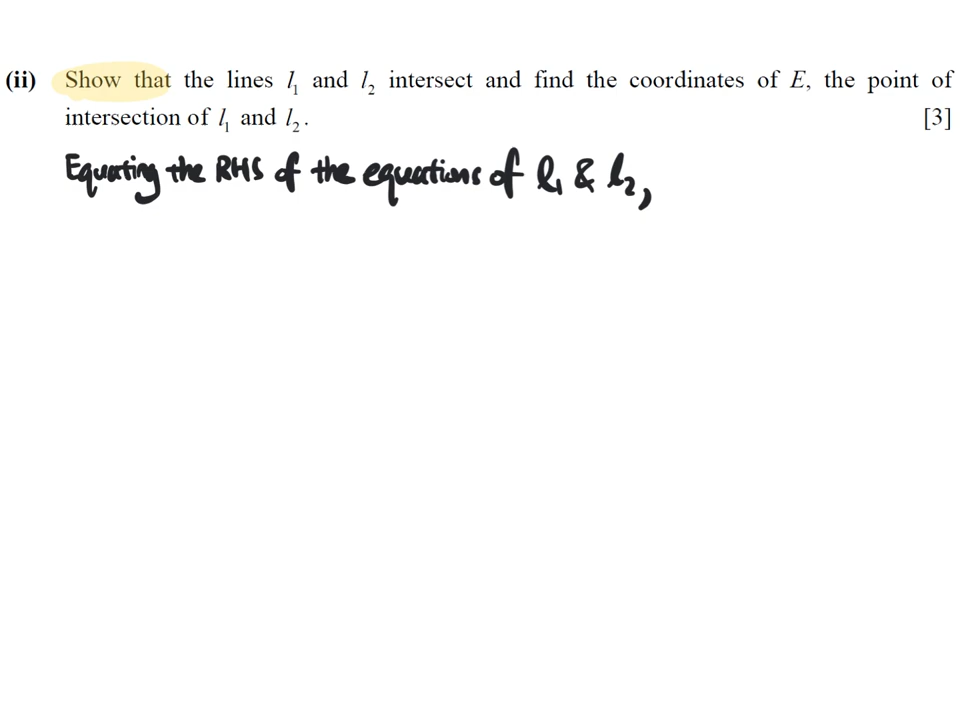 (ii) Show that the lines l₁ and l₂ intersect and find the coordinates of E, the point of
intersection of l₁ and l₂. [3]
Equating the RHS of the equations of l₁ & l₂,